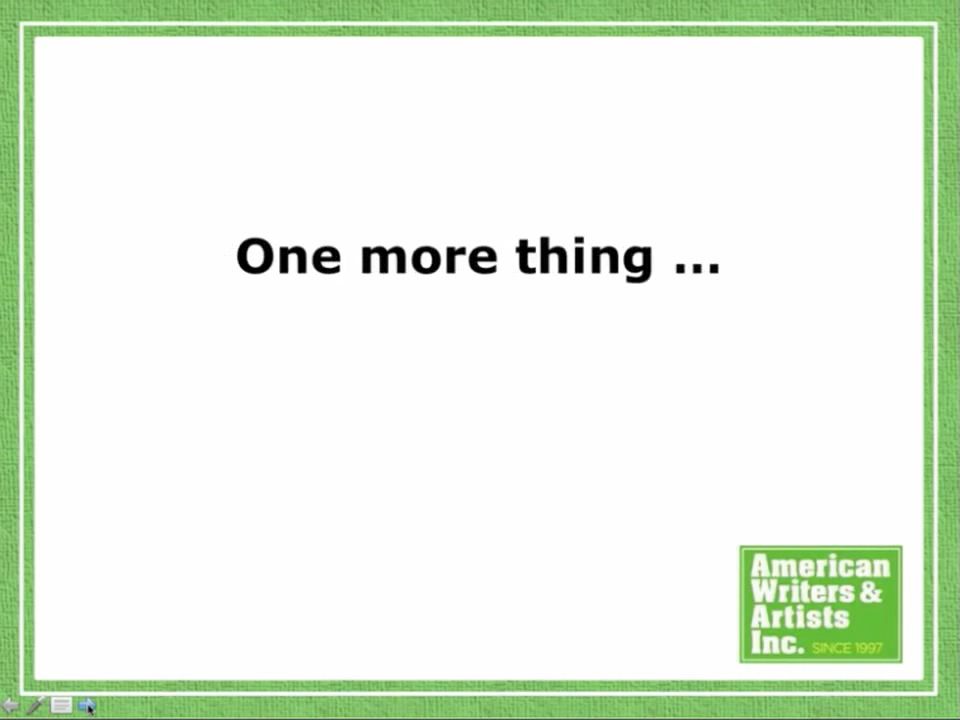 One more thing ...
American
Writers &
Artists
Inc. SINCE 1997